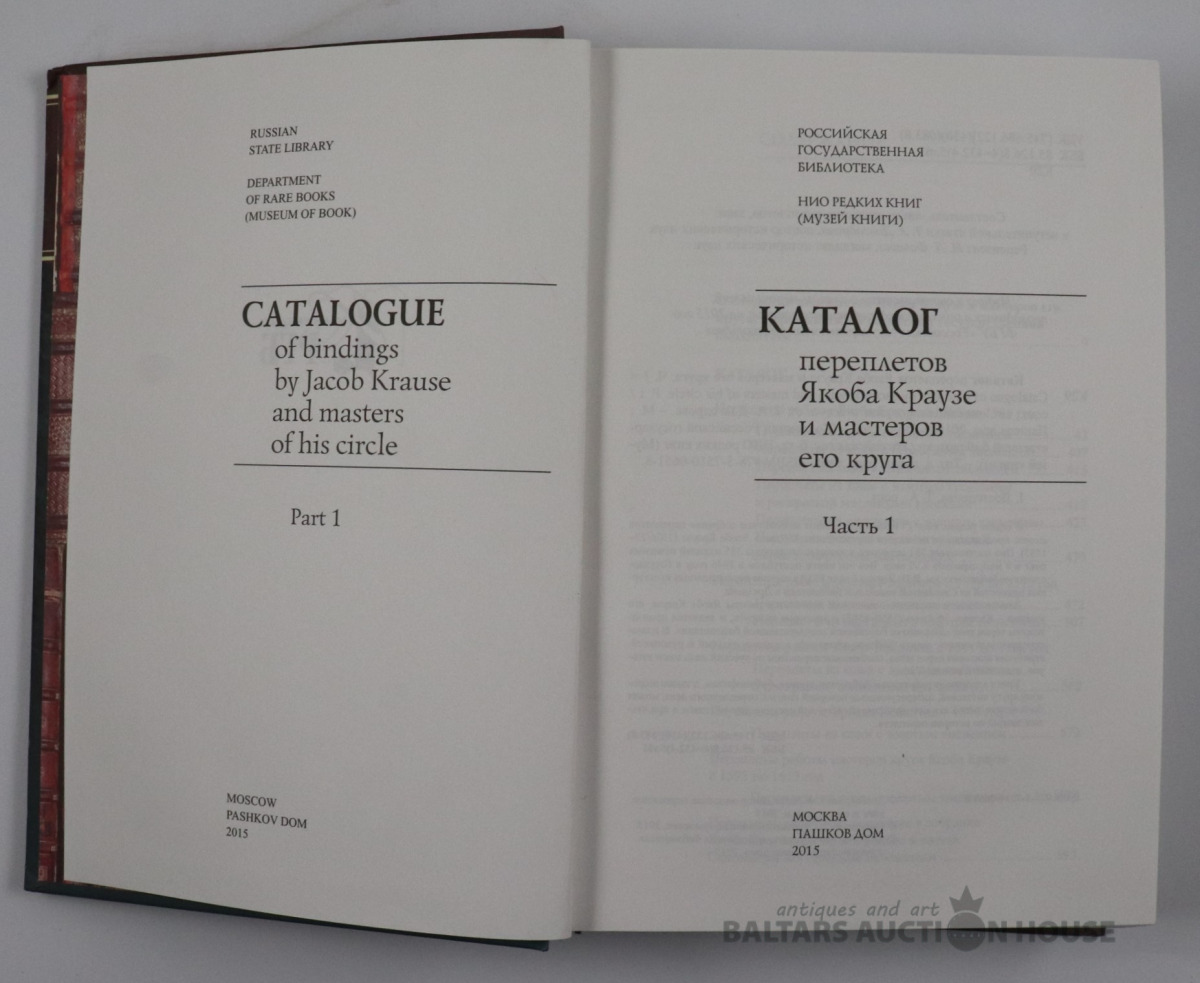 RUSSIAN
STATE LIBRARY
DEPARTMENT
OF RARE BOOKS
(MUSEUM OF BOOK)
CATALOGUE
of bindings
by Jacob Krause
and masters
of his circle
Part 1
MOSCOW
PASHKOV DOM
2015
РОССИЙСКАЯ
ГОСУДАРСТВЕННАЯ
БИБЛИОТЕКА
НИО РЕДКИХ КНИГ
(МУЗЕЙ КНИГИ)
КАТАЛОГ
переплетов
Якоба Краузе
и мастеров
его круга
Часть 1
МОСКВА
ПАШКОВ ДОМ
2015
antiques and art
BALTARS AUCTION HOUSE